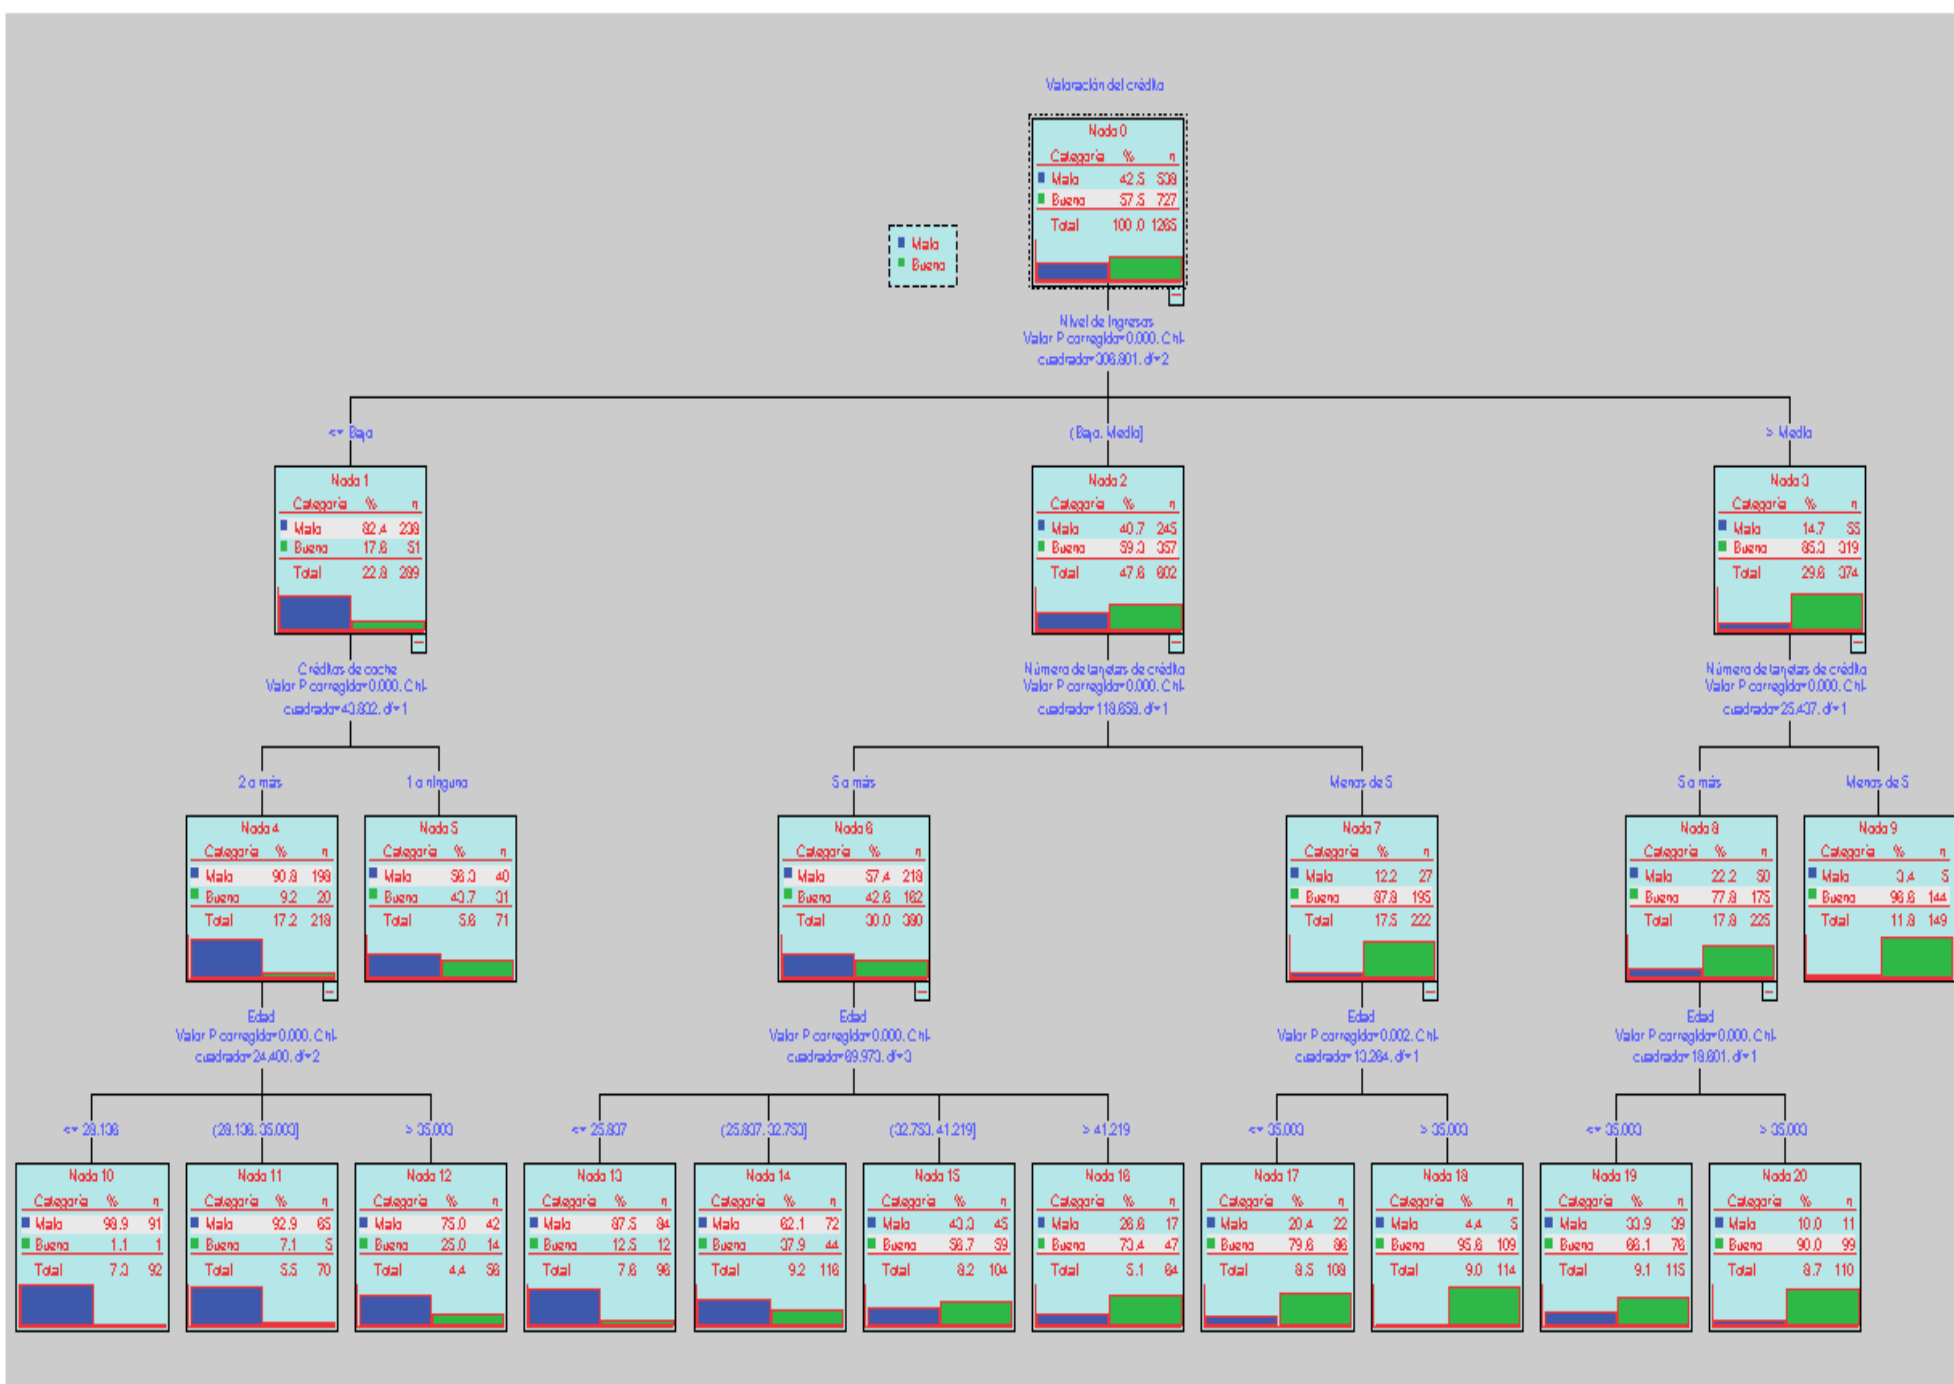 Valoración del crédito
Nodo 0
Categoría % n
Mala 42.5 538
Buena 57.5 727
Total 100.0 1265
Mala
Buena
Nivel de Ingresos
Valor P corregido=0.000, Chi-
cuadrado=306.801, df=2
<= Bajo
(Bajo, Medio]
> Medio
Nodo 1
Categoría % n
Mala 82.4 238
Buena 17.6 51
Total 22.8 289
Nodo 2
Categoría % n
Mala 40.7 245
Buena 59.3 357
Total 47.6 602
Nodo 3
Categoría % n
Mala 14.7 55
Buena 85.3 319
Total 29.6 374
Créditos de coche
Valor P corregido=0.000, Chi-
cuadrado=43.802, df=1
Número de tarjetas de crédito
Valor P corregido=0.000, Chi-
cuadrado=118.658, df=1
Número de tarjetas de crédito
Valor P corregido=0.000, Chi-
cuadrado=25.437, df=1
2 o más
1 o ninguno
5 o más
Menos de 5
5 o más
Menos de 5
Nodo 4
Categoría % n
Mala 90.8 198
Buena 9.2 20
Total 17.2 218
Nodo 5
Categoría % n
Mala 56.3 40
Buena 43.7 31
Total 5.6 71
Nodo 6
Categoría % n
Mala 57.4 218
Buena 42.6 162
Total 30.0 380
Nodo 7
Categoría % n
Mala 12.2 27
Buena 87.8 195
Total 17.5 222
Nodo 8
Categoría % n
Mala 22.2 50
Buena 77.8 175
Total 17.8 225
Nodo 9
Categoría % n
Mala 3.4 5
Buena 96.6 144
Total 11.8 149
Edad
Valor P corregido=0.000, Chi-
cuadrado=24.400, df=2
Edad
Valor P corregido=0.000, Chi-
cuadrado=69.973, df=3
Edad
Valor P corregido=0.002, Chi-
cuadrado=13.264, df=1
Edad
Valor P corregido=0.000, Chi-
cuadrado=18.601, df=1
<= 28.138
(28.138, 35.003]
> 35.003
<= 25.807
(25.807, 32.753]
(32.753, 41.219]
> 41.219
<= 35.003
> 35.003
<= 35.003
> 35.003
Nodo 10
Categoría % n
Mala 98.9 91
Buena 1.1 1
Total 7.3 92
Nodo 11
Categoría % n
Mala 92.9 65
Buena 7.1 5
Total 5.5 70
Nodo 12
Categoría % n
Mala 75.0 42
Buena 25.0 14
Total 4.4 56
Nodo 13
Categoría % n
Mala 87.5 84
Buena 12.5 12
Total 7.6 96
Nodo 14
Categoría % n
Mala 62.1 72
Buena 37.9 44
Total 9.2 116
Nodo 15
Categoría % n
Mala 43.3 45
Buena 56.7 59
Total 8.2 104
Nodo 16
Categoría % n
Mala 26.6 17
Buena 73.4 47
Total 5.1 64
Nodo 17
Categoría % n
Mala 20.4 22
Buena 79.6 86
Total 8.5 108
Nodo 18
Categoría % n
Mala 4.4 5
Buena 95.6 109
Total 9.0 114
Nodo 19
Categoría % n
Mala 33.9 39
Buena 66.1 76
Total 9.1 115
Nodo 20
Categoría % n
Mala 10.0 11
Buena 90.0 99
Total 8.7 110